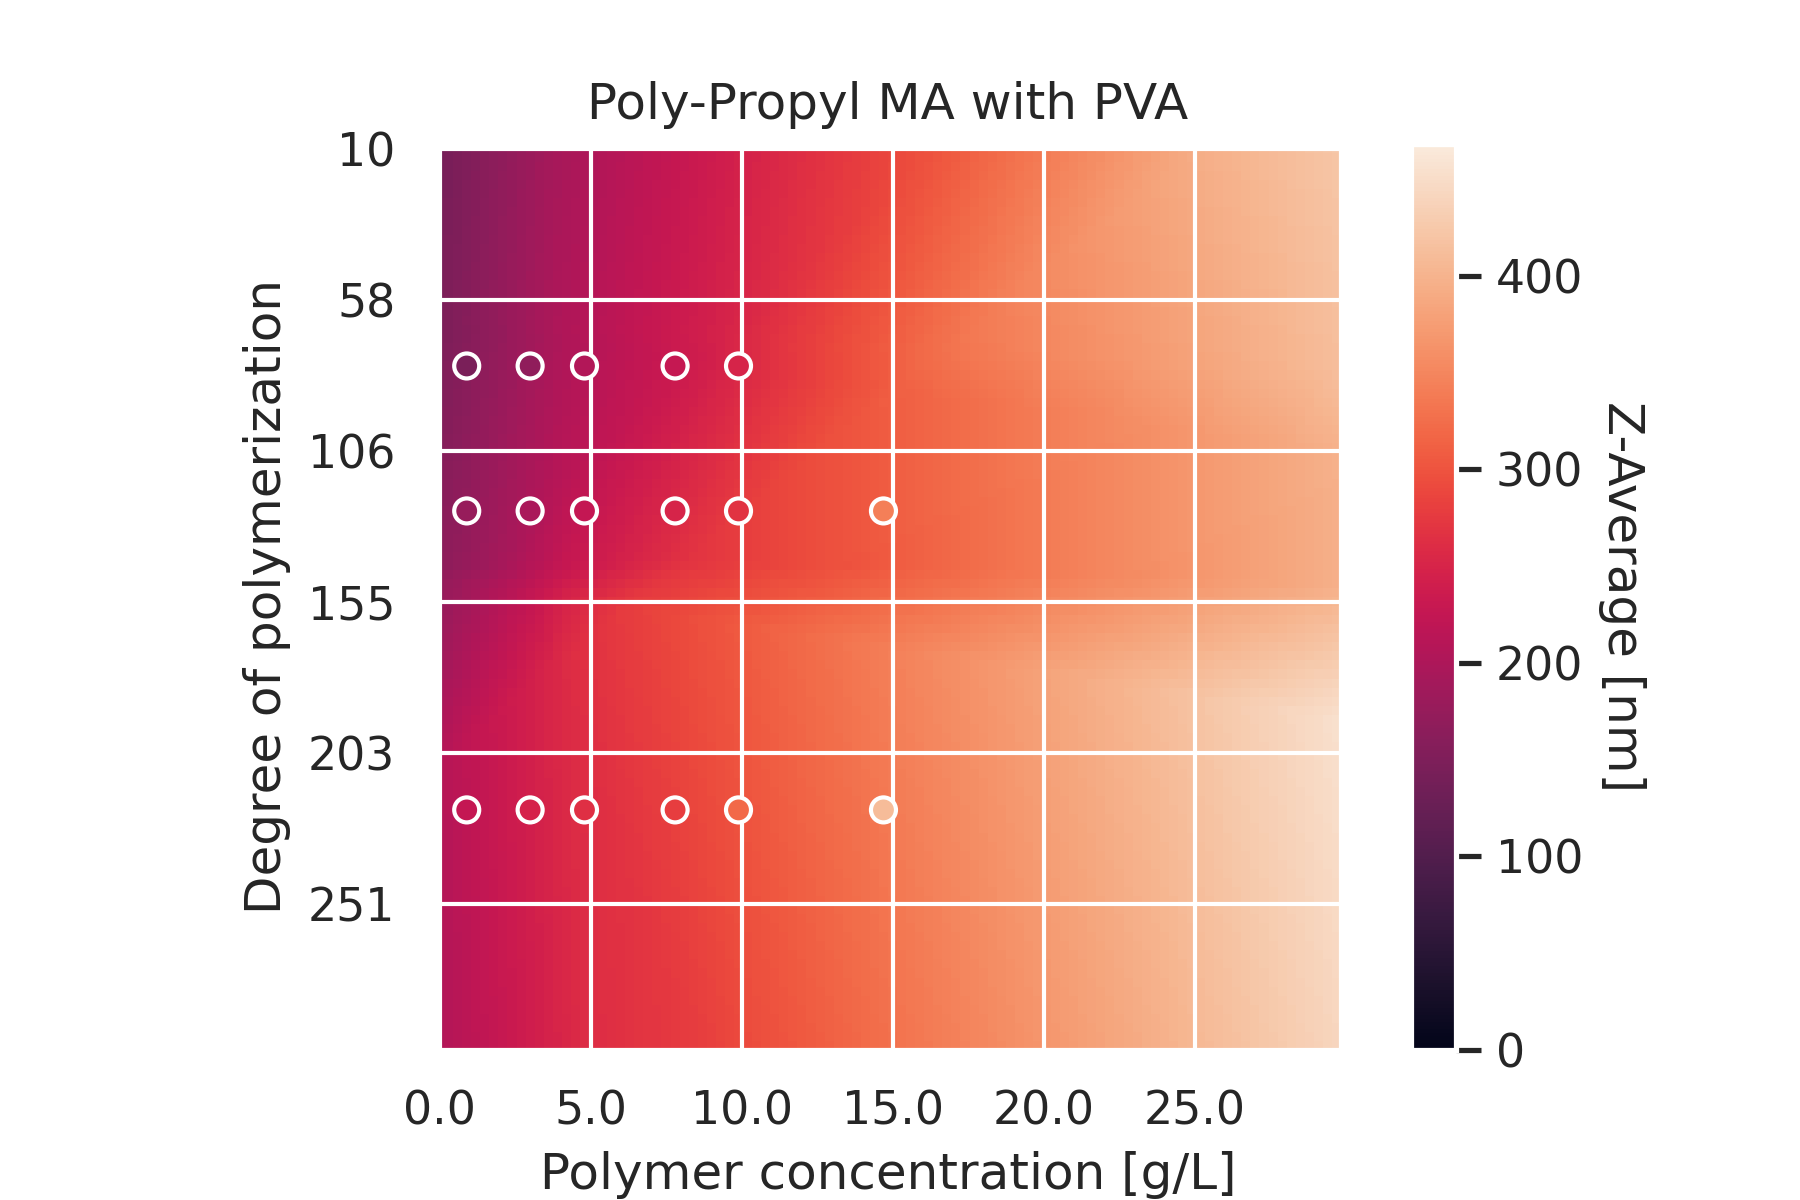 Poly-Propyl MA with PVA
10
58
106
155
203
251
Degree of polymerization
0.0 5.0 10.0 15.0 20.0 25.0
Polymer concentration [g/L]
400
300
200
100
0
Z-Average [nm]